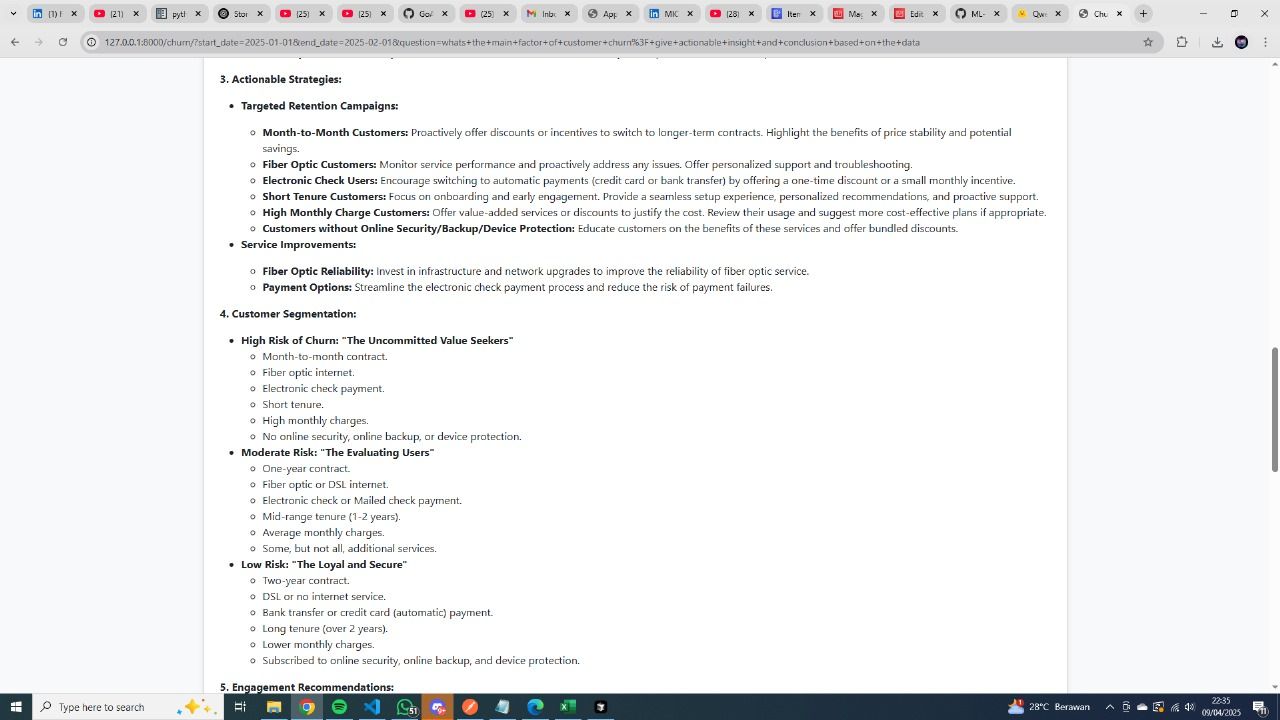 (1) F
(21)
pyth
Stor
(25)
(25)
GoA
(25)
Inbo
App
MIC
(28)
Item
Mag
Edit
ML
Qwe
Chu
127.0.0.1:8000/churn/?start_date=2025-01-01&end_date=2025-02-01&question=whats+the+main+factor+of+customer+churn%3F+give+actionable+insight+and+conclusion+based+on+the+data
3. Actionable Strategies:
• Targeted Retention Campaigns:
◦ Month-to-Month Customers: Proactively offer discounts or incentives to switch to longer-term contracts. Highlight the benefits of price stability and potential
savings.
◦ Fiber Optic Customers: Monitor service performance and proactively address any issues. Offer personalized support and troubleshooting.
◦ Electronic Check Users: Encourage switching to automatic payments (credit card or bank transfer) by offering a one-time discount or a small monthly incentive.
◦ Short Tenure Customers: Focus on onboarding and early engagement. Provide a seamless setup experience, personalized recommendations, and proactive support.
◦ High Monthly Charge Customers: Offer value-added services or discounts to justify the cost. Review their usage and suggest more cost-effective plans if appropriate.
◦ Customers without Online Security/Backup/Device Protection: Educate customers on the benefits of these services and offer bundled discounts.
• Service Improvements:
◦ Fiber Optic Reliability: Invest in infrastructure and network upgrades to improve the reliability of fiber optic service.
◦ Payment Options: Streamline the electronic check payment process and reduce the risk of payment failures.
4. Customer Segmentation:
• High Risk of Churn: "The Uncommitted Value Seekers"
◦ Month-to-month contract.
◦ Fiber optic internet.
◦ Electronic check payment.
◦ Short tenure.
◦ High monthly charges.
◦ No online security, online backup, or device protection.
• Moderate Risk: "The Evaluating Users"
◦ One-year contract.
◦ Fiber optic or DSL internet.
◦ Electronic check or Mailed check payment.
◦ Mid-range tenure (1-2 years).
◦ Average monthly charges.
◦ Some, but not all, additional services.
• Low Risk: "The Loyal and Secure"
◦ Two-year contract.
◦ DSL or no internet service.
◦ Bank transfer or credit card (automatic) payment.
◦ Long tenure (over 2 years).
◦ Lower monthly charges.
◦ Subscribed to online security, online backup, and device protection.
5. Engagement Recommendations:
Type here to search
51
28°C Berawan
22:35
09/04/2025